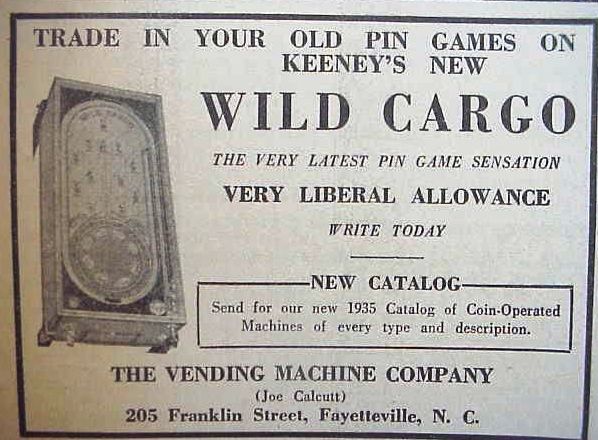 TRADE IN YOUR OLD PIN GAMES ON
KEENEY'S NEW
WILD CARGO
THE VERY LATEST PIN GAME SENSATION
VERY LIBERAL ALLOWANCE
WRITE TODAY
NEW CATALOG
Send for our new 1935 Catalog of Coin-Operated
Machines of every type and description.
THE VENDING MACHINE COMPANY
(Joe Calcutt)
205 Franklin Street, Fayetteville, N. C.